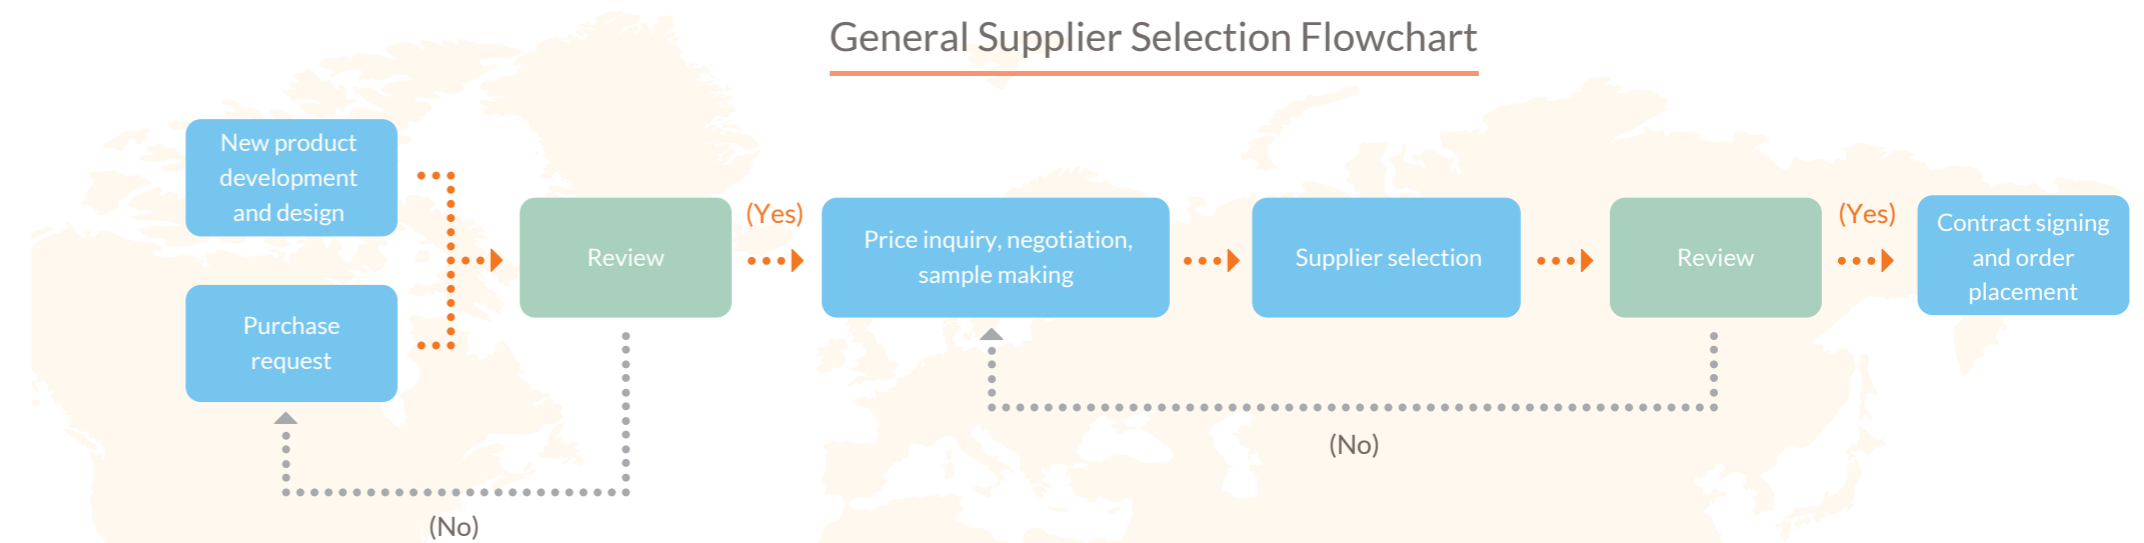 General Supplier Selection Flowchart
New product
development
and design
Purchase
request
Review
(Yes)
(No)
Price inquiry, negotiation,
sample making
Supplier selection
Review
(Yes)
(No)
Contract signing
and order
placement